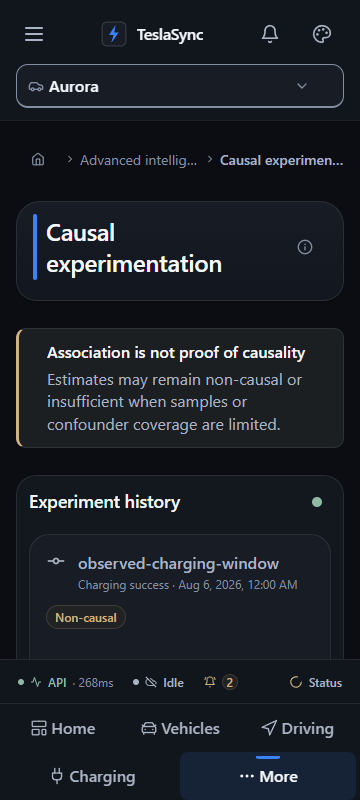 TeslaSync
Aurora
Advanced intellig... Causal experimen...
Causal
experimentation
Association is not proof of causality
Estimates may remain non-causal or
insufficient when samples or
confounder coverage are limited.
Experiment history
observed-charging-window
Charging success · Aug 6, 2026, 12:00 AM
Non-causal
API · 268ms Idle 2 Status
Home Vehicles Driving
Charging More